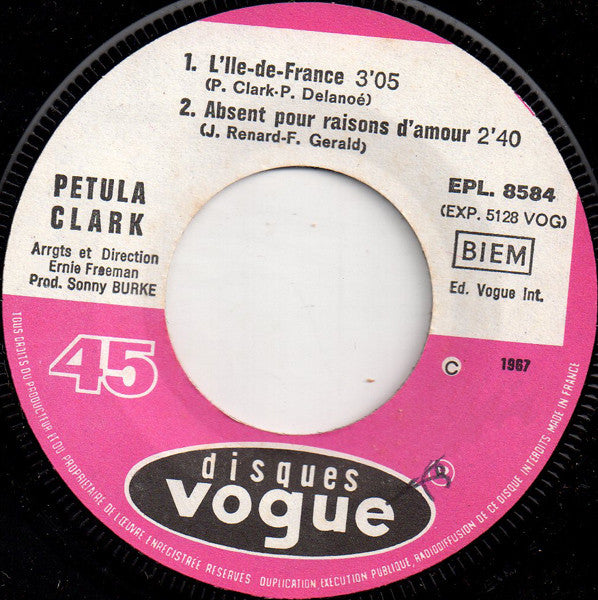 1. L'Ile-de-France 3'05
(P. Clark-P. Delanoé)
2. Absent pour raisons d'amour 2'40
(J. Renard-F. Gerald)
PETULA
CLARK
Arrgts et Direction
Ernie Freeman
Prod. Sonny BURKE
EPL. 8584
(EXP. 5128 VOG)
BIEM
Ed. Vogue Int.
45
C 1967
disques
vogue
TOUS DROITS DU PRODUCTEUR ET DU PROPRIETAIRE DE L'ŒUVRE ENREGISTREE RESERVES DUPLICATION EXECUTION PUBLIQUE, RADIODIFFUSION DE CE DISQUE INTERDITES. MADE IN FRANCE